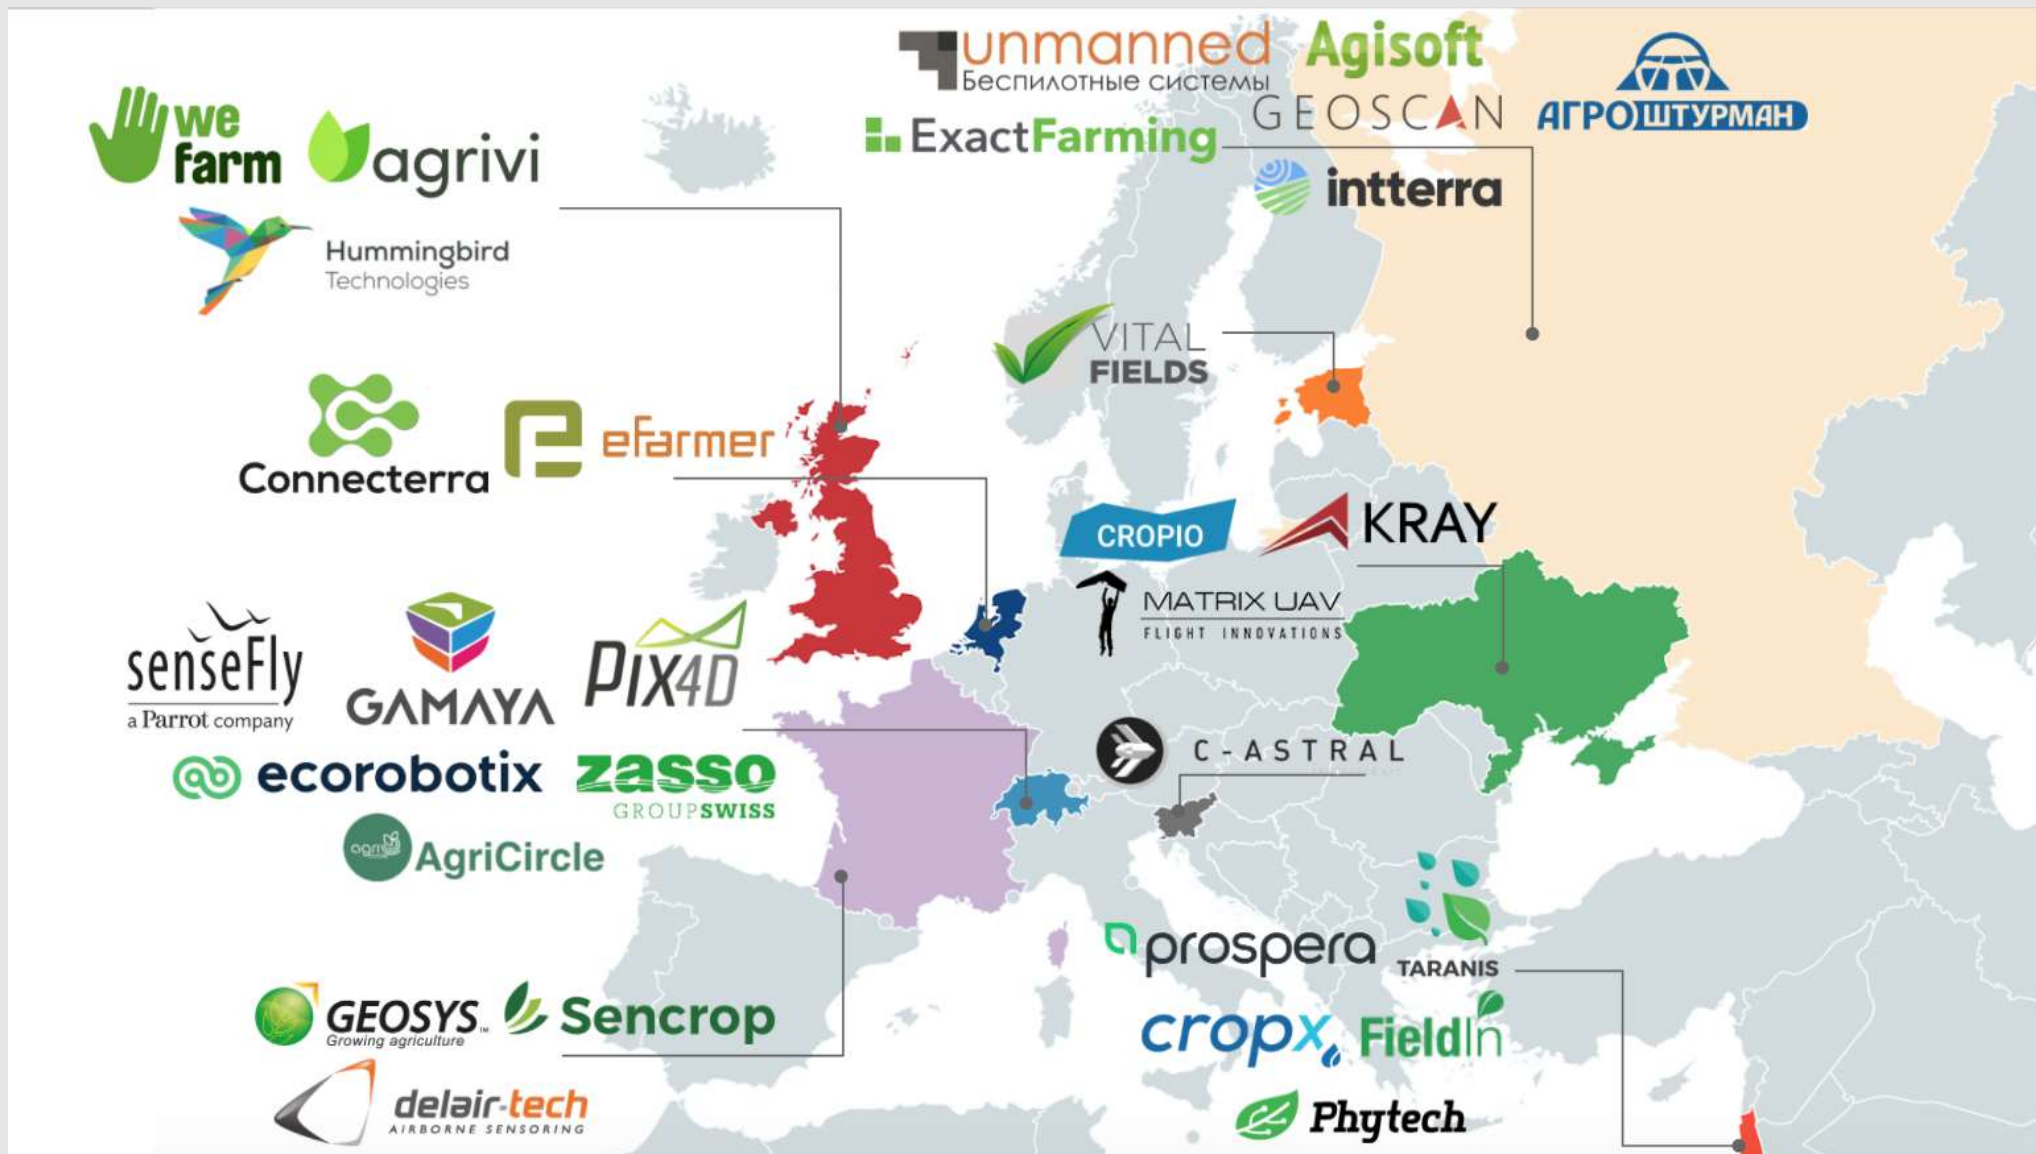 unmanned
Беспилотные системы
Agisoft
GEOSCAN
АГРОШТУРМАН
ExactFarming
intterra
we
farm
agrivi
Hummingbird
Technologies
VITAL
FIELDS
Connecterra
eFarmer
CROPIO
KRAY
MATRIX UAV
FLIGHT INNOVATIONS
senseFly
a Parrot company
GAMAYA
PIX4D
ecorobotix
zasso
GROUPSWISS
AgriCircle
C-ASTRAL
prospera
TARANIS
cropx
FieldIn
Phytech
GEOSYS
Growing agriculture
Sencrop
delair-tech
AIRBORNE SENSORING